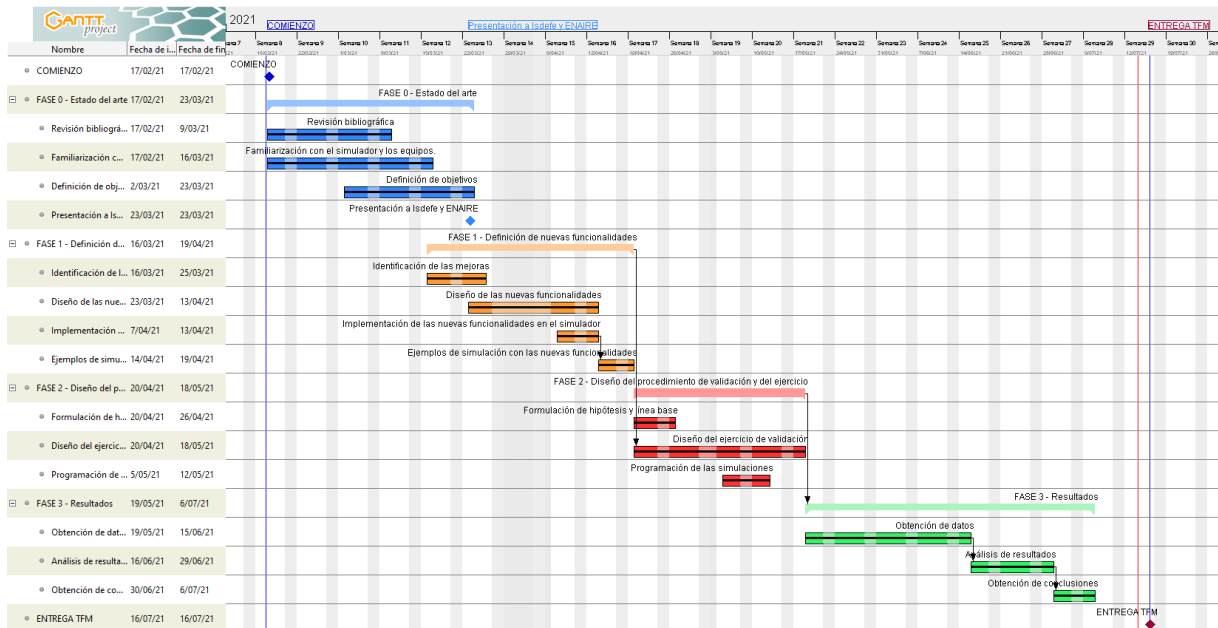 GANTT project
2021
COMIENZO
Presentación a Isdefe y ENAIRE
ENTREGA TFM
Nombre Fecha de i... Fecha de fin
Semana 8 Semana 9 Semana 10 Semana 11 Semana 12 Semana 13 Semana 14 Semana 15 Semana 16 Semana 17 Semana 18 Semana 19 Semana 20 Semana 21 Semana 22 Semana 23 Semana 24 Semana 25 Semana 26 Semana 27 Semana 28 Semana 29 Semana 30
COMIENZO 17/02/21 17/02/21
COMIENZO
FASE 0 - Estado del arte 17/02/21 23/03/21
FASE 0 - Estado del arte
Revisión bibliográ... 17/02/21 9/03/21
Revisión bibliográfica
Familiarización c... 17/02/21 16/03/21
Familiarización con el simulador y los equipos.
Definición de obj... 2/03/21 23/03/21
Definición de objetivos
Presentación a Is... 23/03/21 23/03/21
Presentación a Isdefe y ENAIRE
FASE 1 - Definición d... 16/03/21 19/04/21
FASE 1 - Definición de nuevas funcionalidades
Identificación de l... 16/03/21 25/03/21
Identificación de las mejoras
Diseño de las nue... 23/03/21 13/04/21
Diseño de las nuevas funcionalidades
Implementación ... 7/04/21 13/04/21
Implementación de las nuevas funcionalidades en el simulador
Ejemplos de simu... 14/04/21 19/04/21
Ejemplos de simulación con las nuevas funcionalidades
FASE 2 - Diseño del p... 20/04/21 18/05/21
FASE 2 - Diseño del procedimiento de validación y del ejercicio
Formulación de h... 20/04/21 26/04/21
Formulación de hipótesis y línea base
Diseño del ejercic... 20/04/21 18/05/21
Diseño del ejercicio de validación
Programación de ... 5/05/21 12/05/21
Programación de las simulaciones
FASE 3 - Resultados 19/05/21 6/07/21
FASE 3 - Resultados
Obtención de dat... 19/05/21 15/06/21
Obtención de datos
Análisis de resulta... 16/06/21 29/06/21
Análisis de resultados
Obtención de co... 30/06/21 6/07/21
Obtención de conclusiones
ENTREGA TFM 16/07/21 16/07/21
ENTREGA TFM